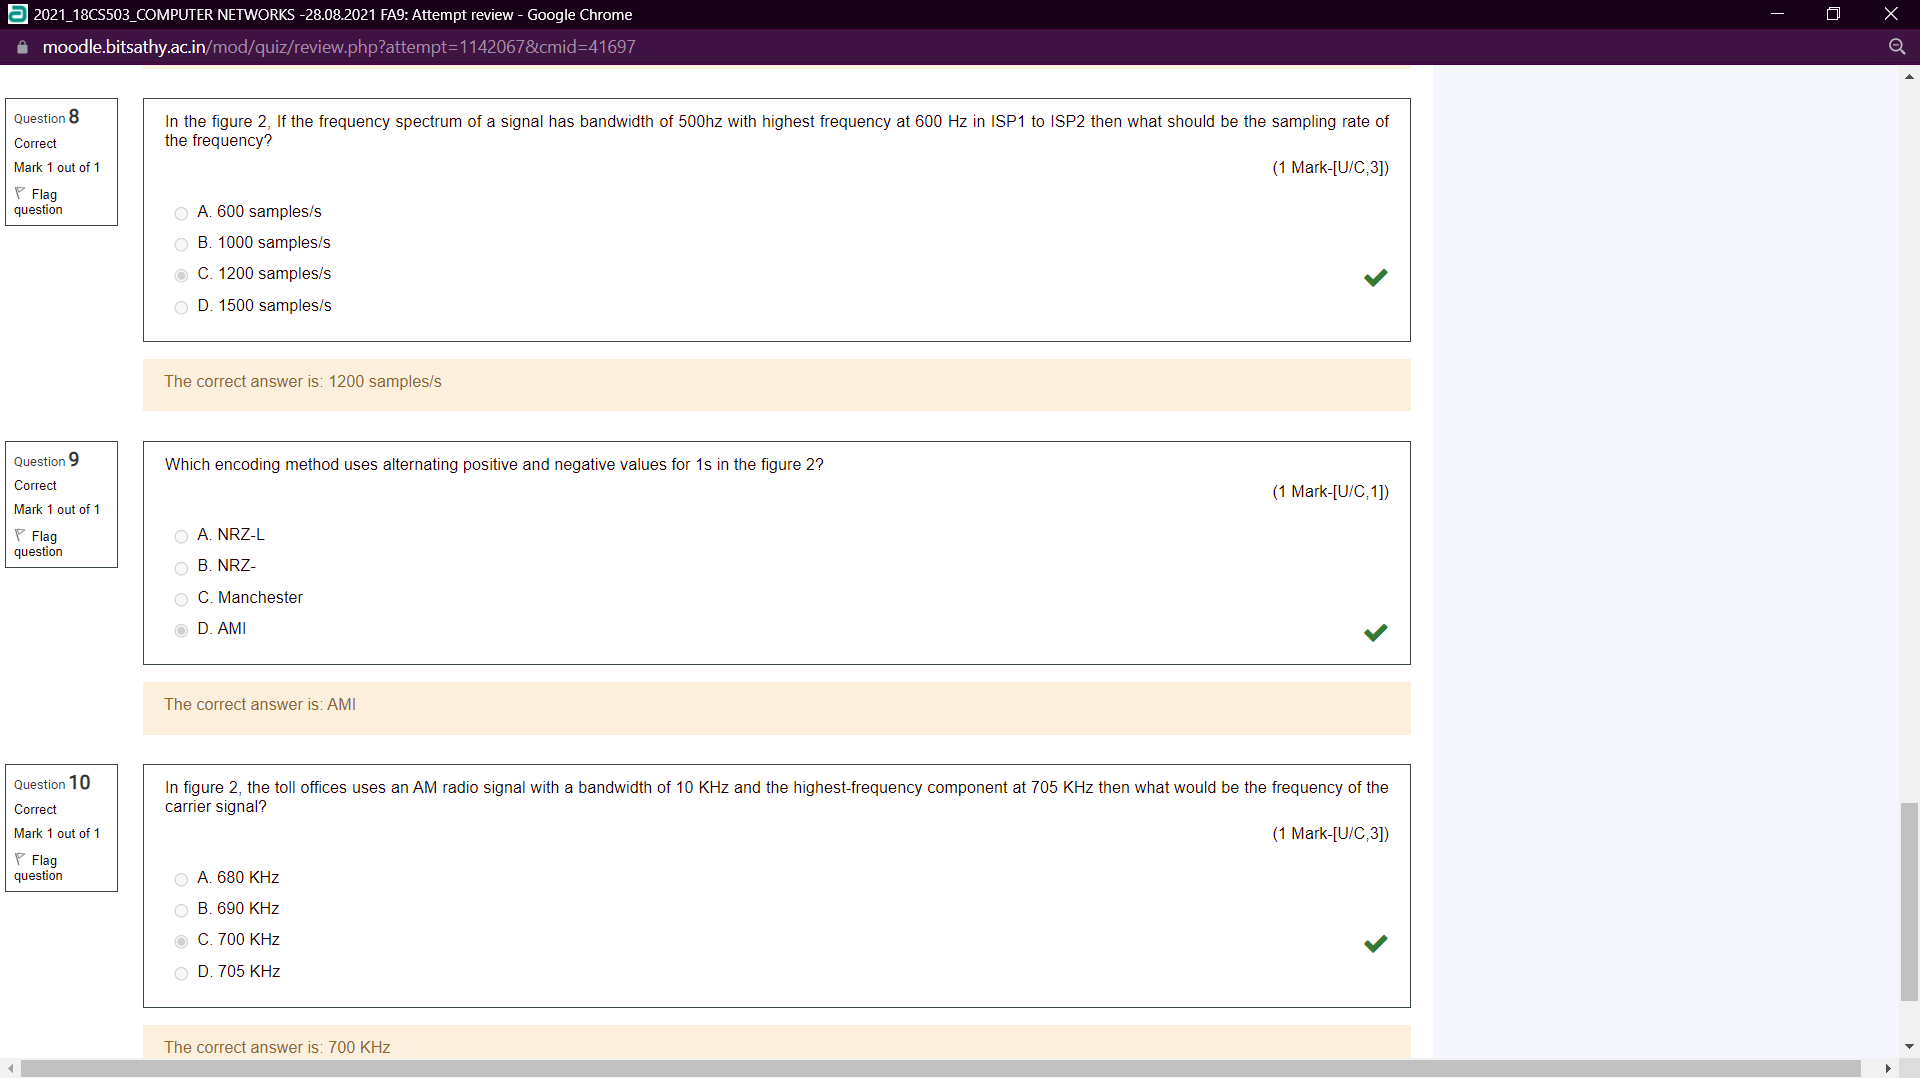 2021_18CS503_COMPUTER NETWORKS -28.08.2021 FA9: Attempt review - Google Chrome
moodle.bitsathy.ac.in/mod/quiz/review.php?attempt=1142067&cmid=41697
Question 8
Correct
Mark 1 out of 1
Flag
question
In the figure 2, If the frequency spectrum of a signal has bandwidth of 500hz with highest frequency at 600 Hz in ISP1 to ISP2 then what should be the sampling rate of
the frequency?
(1 Mark-[U/C,3])
A. 600 samples/s
B. 1000 samples/s
C. 1200 samples/s
D. 1500 samples/s
The correct answer is: 1200 samples/s
Question 9
Correct
Mark 1 out of 1
Flag
question
Which encoding method uses alternating positive and negative values for 1s in the figure 2?
(1 Mark-[U/C,1])
A. NRZ-L
B. NRZ-
C. Manchester
D. AMI
The correct answer is: AMI
Question 10
Correct
Mark 1 out of 1
Flag
question
In figure 2, the toll offices uses an AM radio signal with a bandwidth of 10 KHz and the highest-frequency component at 705 KHz then what would be the frequency of the
carrier signal?
(1 Mark-[U/C,3])
A. 680 KHz
B. 690 KHz
C. 700 KHz
D. 705 KHz
The correct answer is: 700 KHz